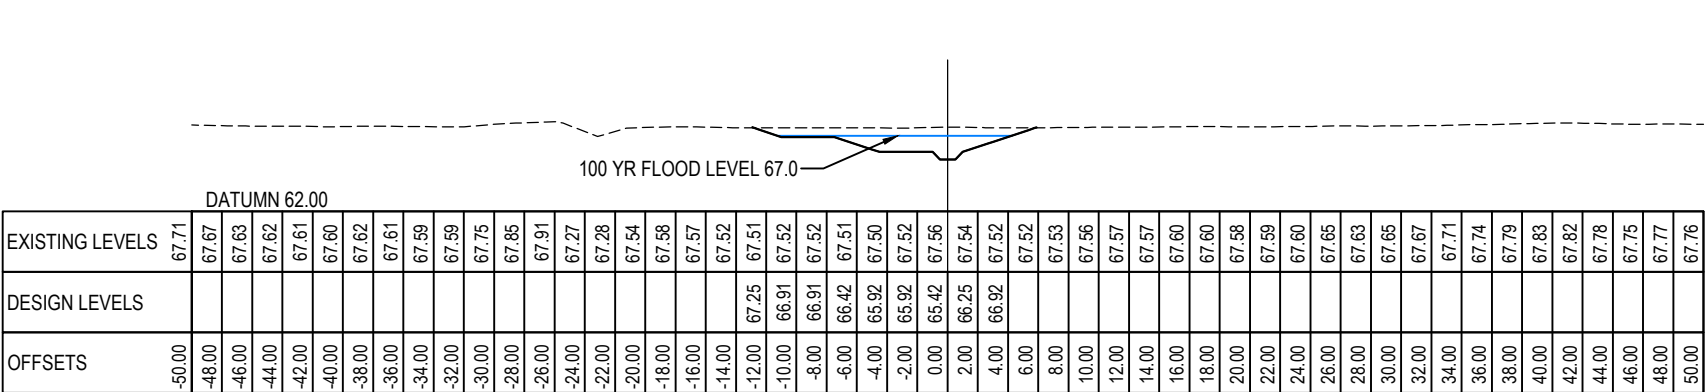 100 YR FLOOD LEVEL 67.0
DATUMN 62.00
EXISTING LEVELS 67.71 67.67 67.63 67.62 67.61 67.60 67.62 67.61 67.59 67.59 67.75 67.85 67.91 67.27 67.28 67.54 67.58 67.57 67.52 67.51 67.52 67.52 67.51 67.50 67.52 67.56 67.54 67.52 67.52 67.53 67.56 67.57 67.57 67.60 67.60 67.58 67.59 67.60 67.65 67.63 67.65 67.67 67.71 67.74 67.79 67.83 67.82 67.78 67.75 67.77 67.76
DESIGN LEVELS 67.25 66.91 66.91 66.42 65.92 65.92 65.42 66.25 66.92
OFFSETS -50.00 -48.00 -46.00 -44.00 -42.00 -40.00 -38.00 -36.00 -34.00 -32.00 -30.00 -28.00 -26.00 -24.00 -22.00 -20.00 -18.00 -16.00 -14.00 -12.00 -10.00 -8.00 -6.00 -4.00 -2.00 0.00 2.00 4.00 6.00 8.00 10.00 12.00 14.00 16.00 18.00 20.00 22.00 24.00 26.00 28.00 30.00 32.00 34.00 36.00 38.00 40.00 42.00 44.00 46.00 48.00 50.00